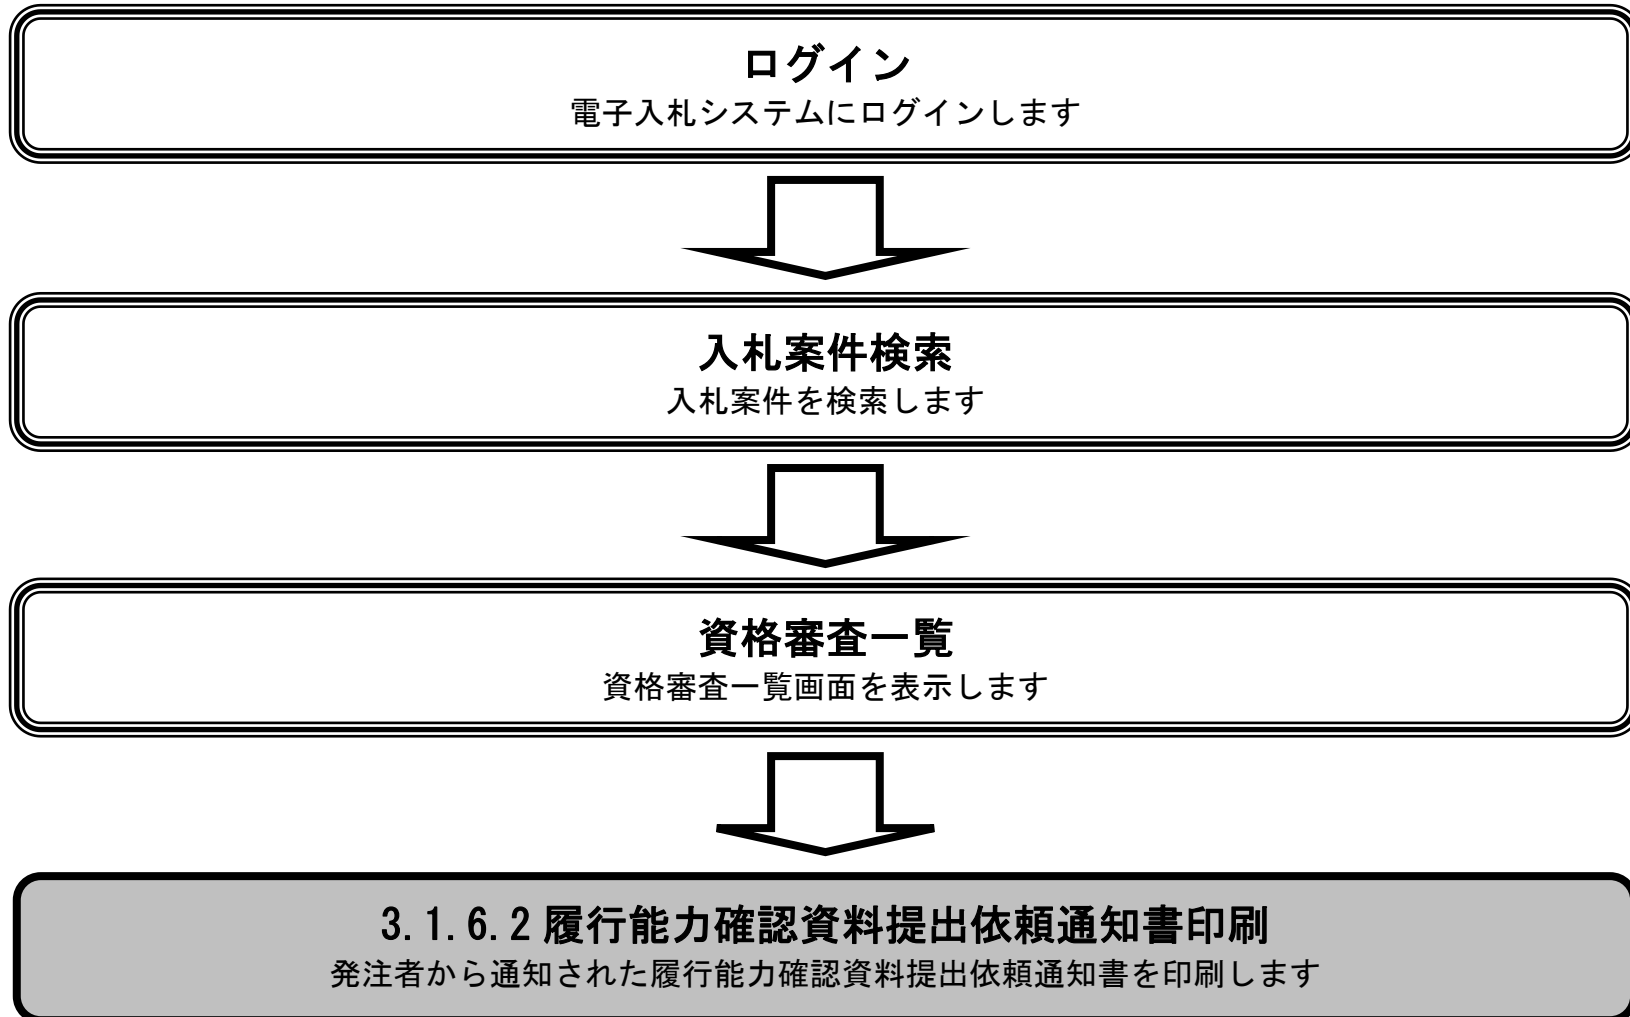 ログイン
電子入札システムにログインします
入札案件検索
入札案件を検索します
資格審査一覧
資格審査一覧画面を表示します
3.1.6.2 履行能力確認資料提出依頼通知書印刷
発注者から通知された履行能力確認資料提出依頼通知書を印刷します